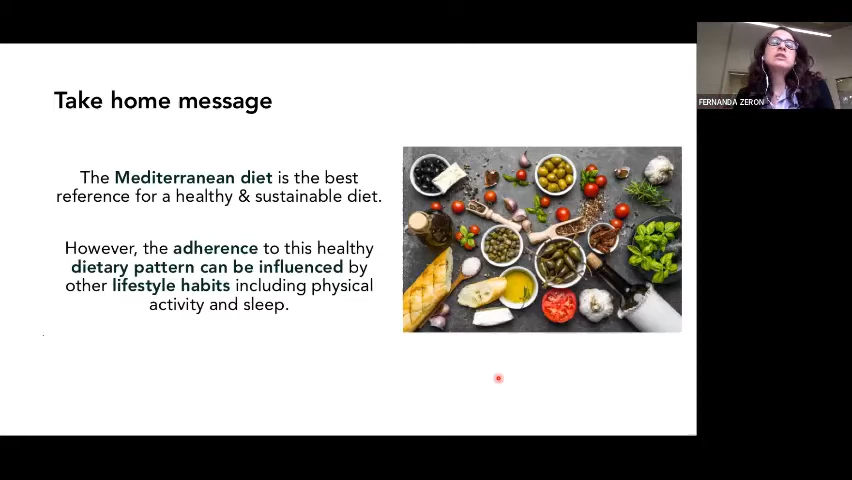 Take home message
The Mediterranean diet is the best
reference for a healthy & sustainable diet.
However, the adherence to this healthy
dietary pattern can be influenced by
other lifestyle habits including physical
activity and sleep.
FERNANDA ZERON